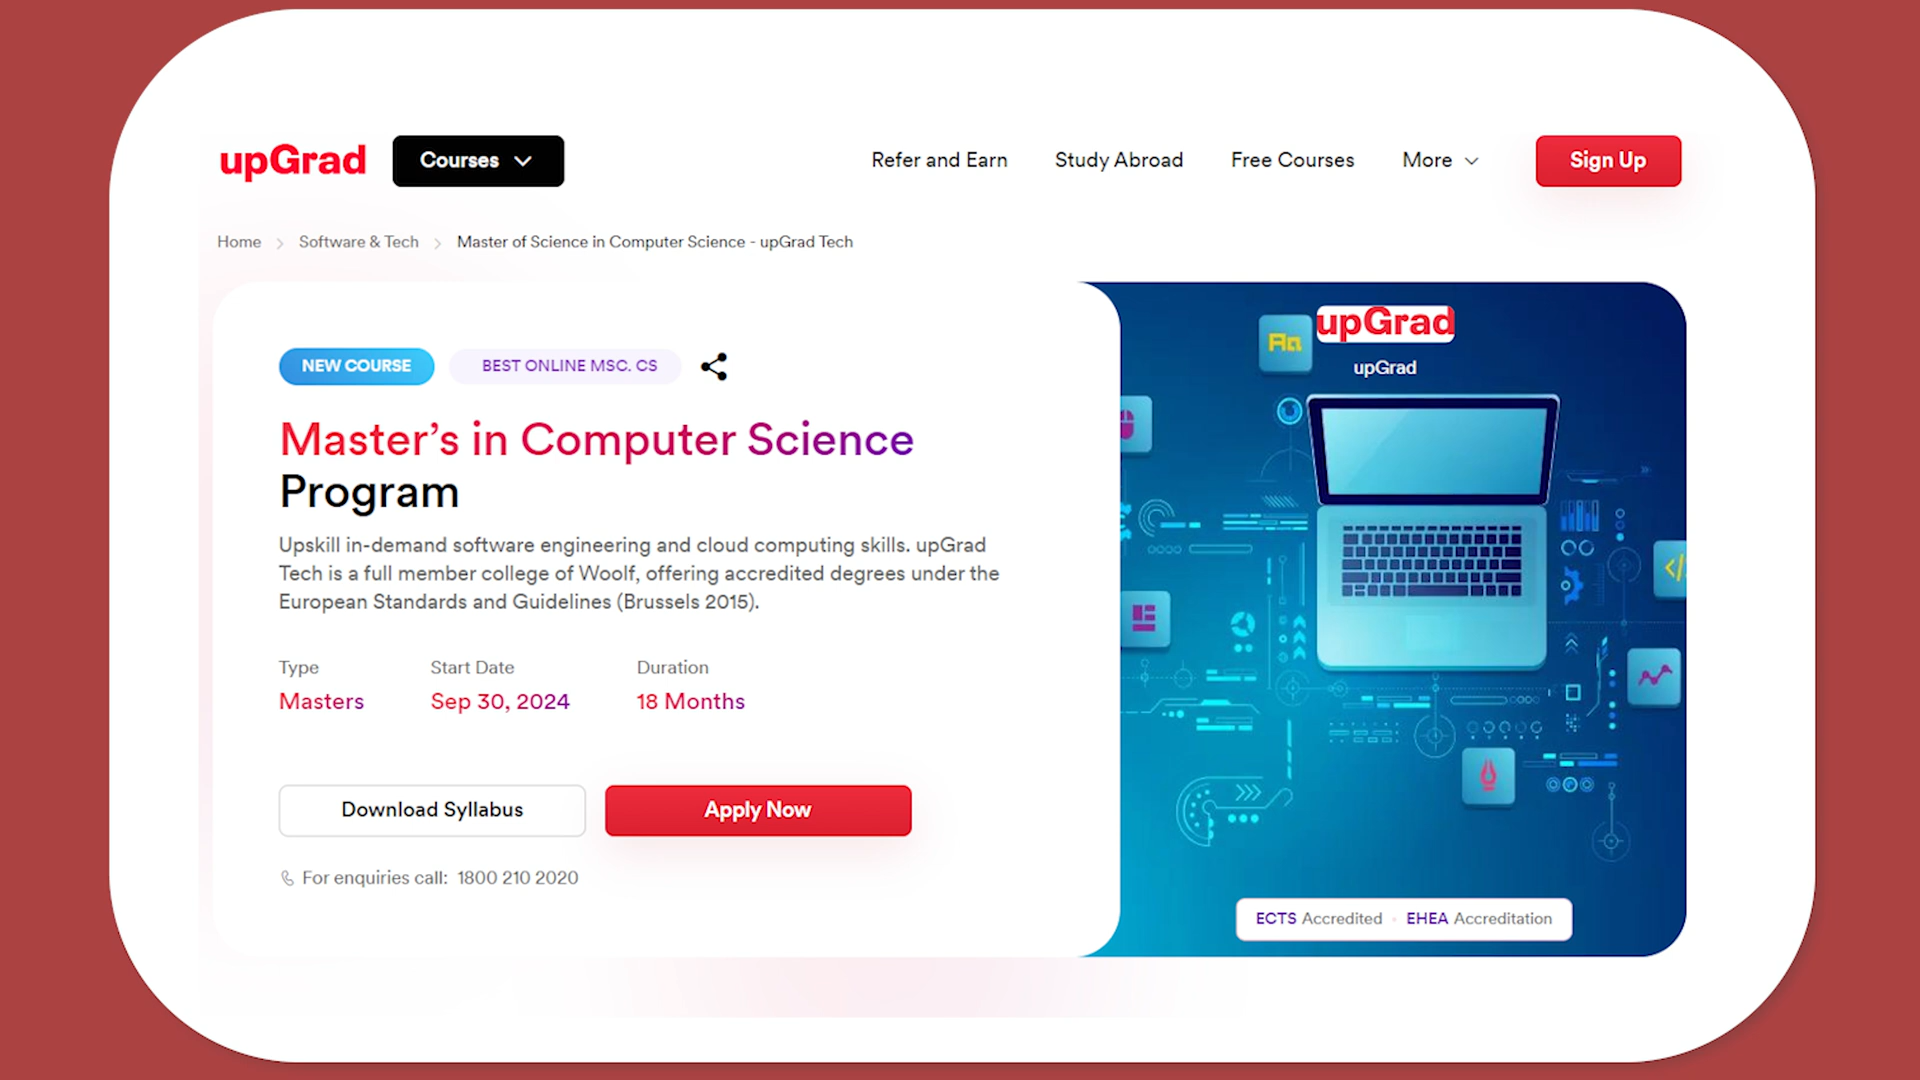 upGrad
Courses
Refer and Earn
Study Abroad
Free Courses
More
Sign Up
Home > Software & Tech > Master of Science in Computer Science - upGrad Tech
NEW COURSE
BEST ONLINE MSC. CS
Master's in Computer Science
Program
Upskill in-demand software engineering and cloud computing skills. upGrad
Tech is a full member college of Woolf, offering accredited degrees under the
European Standards and Guidelines (Brussels 2015).
Type
Masters
Start Date
Sep 30, 2024
Duration
18 Months
Download Syllabus
Apply Now
For enquiries call: 1800 210 2020
Aa
upGrad
upGrad
</>
ECTS Accredited • EHEA Accreditation